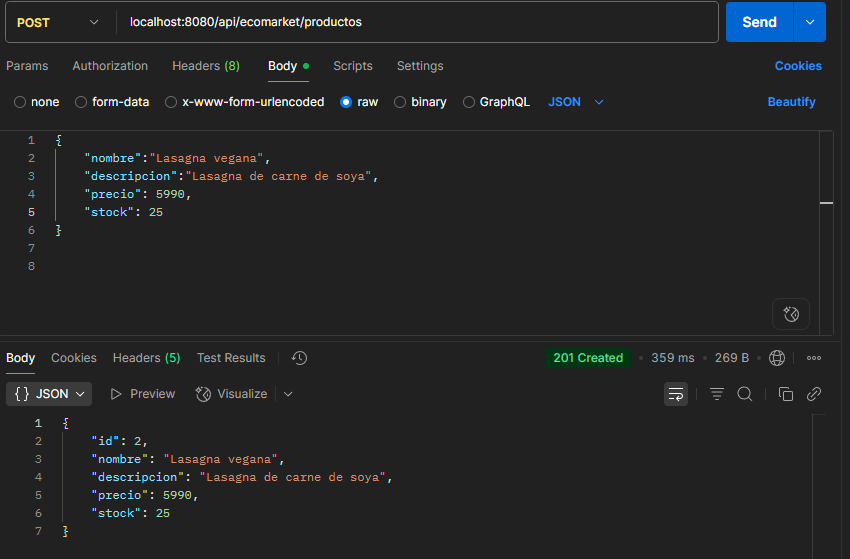 POST localhost:8080/api/ecomarket/productos Send
Params Authorization Headers (8) Body Scripts Settings Cookies
none form-data x-www-form-urlencoded raw binary GraphQL JSON Beautify
1 {
2 "nombre":"Lasagna vegana",
3 "descripcion":"Lasagna de carne de soya",
4 "precio": 5990,
5 "stock": 25
6 }
7
8
Body Cookies Headers (5) Test Results 201 Created • 359 ms • 269 B •
{} JSON Preview Visualize
1 {
2 "id": 2,
3 "nombre": "Lasagna vegana",
4 "descripcion": "Lasagna de carne de soya",
5 "precio": 5990,
6 "stock": 25
7 }